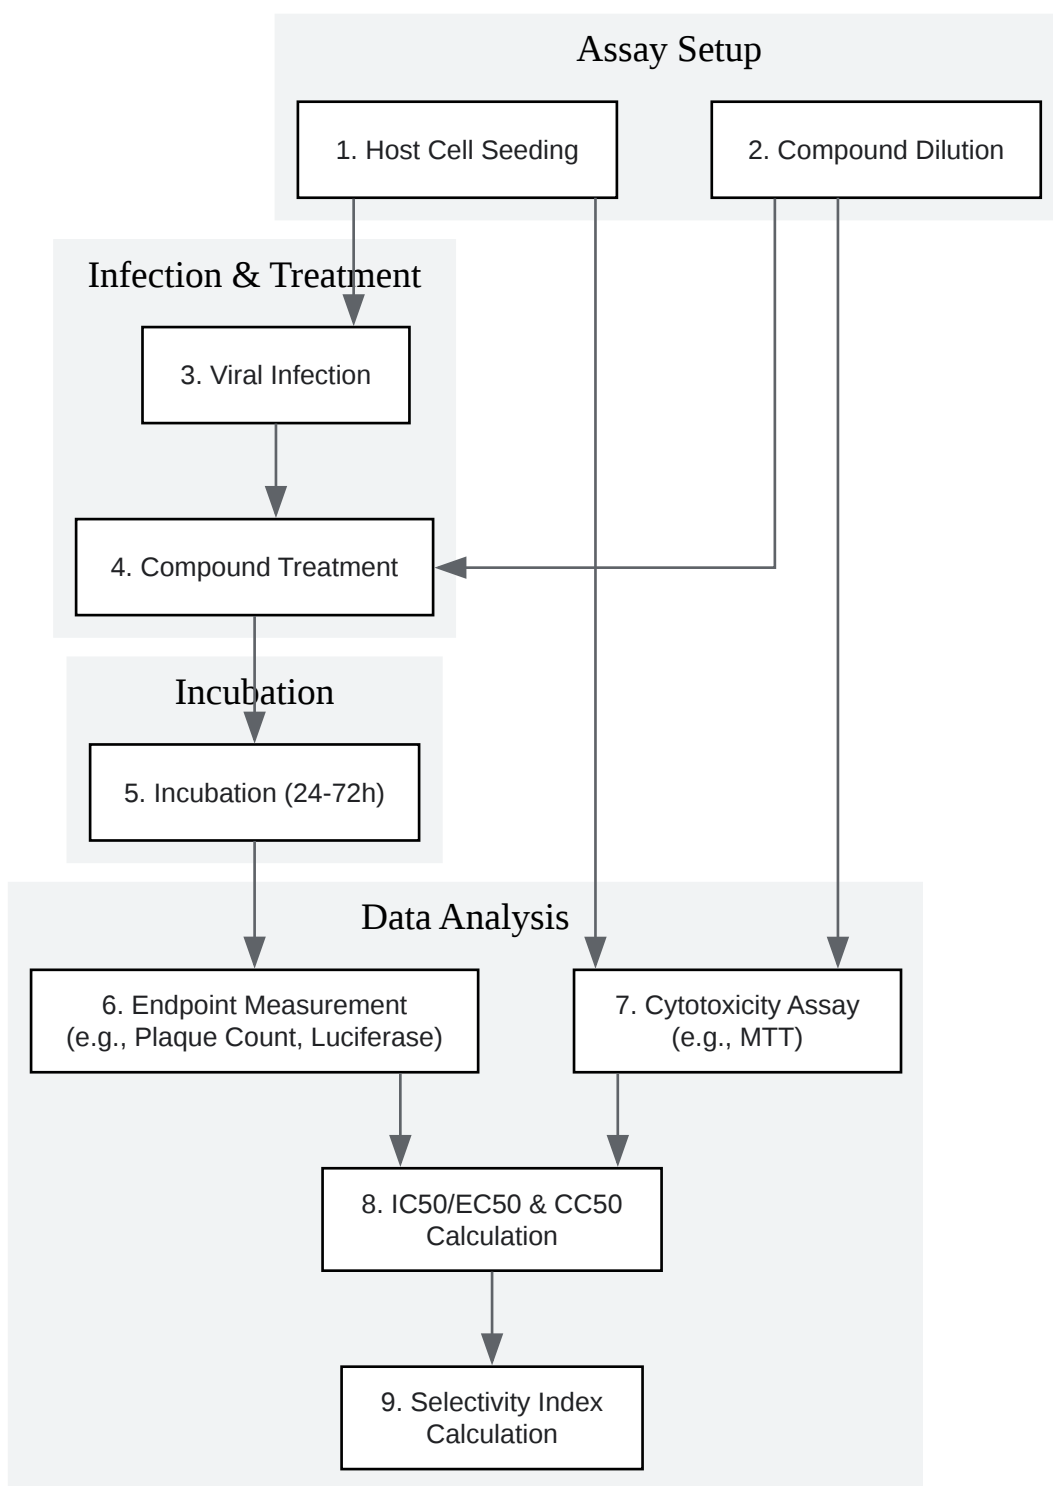 Assay Setup
1. Host Cell Seeding
2. Compound Dilution
Infection & Treatment
3. Viral Infection
4. Compound Treatment
Incubation
5. Incubation (24-72h)
Data Analysis
6. Endpoint Measurement
(e.g., Plaque Count, Luciferase)
7. Cytotoxicity Assay
(e.g., MTT)
8. IC50/EC50 & CC50
Calculation
9. Selectivity Index
Calculation